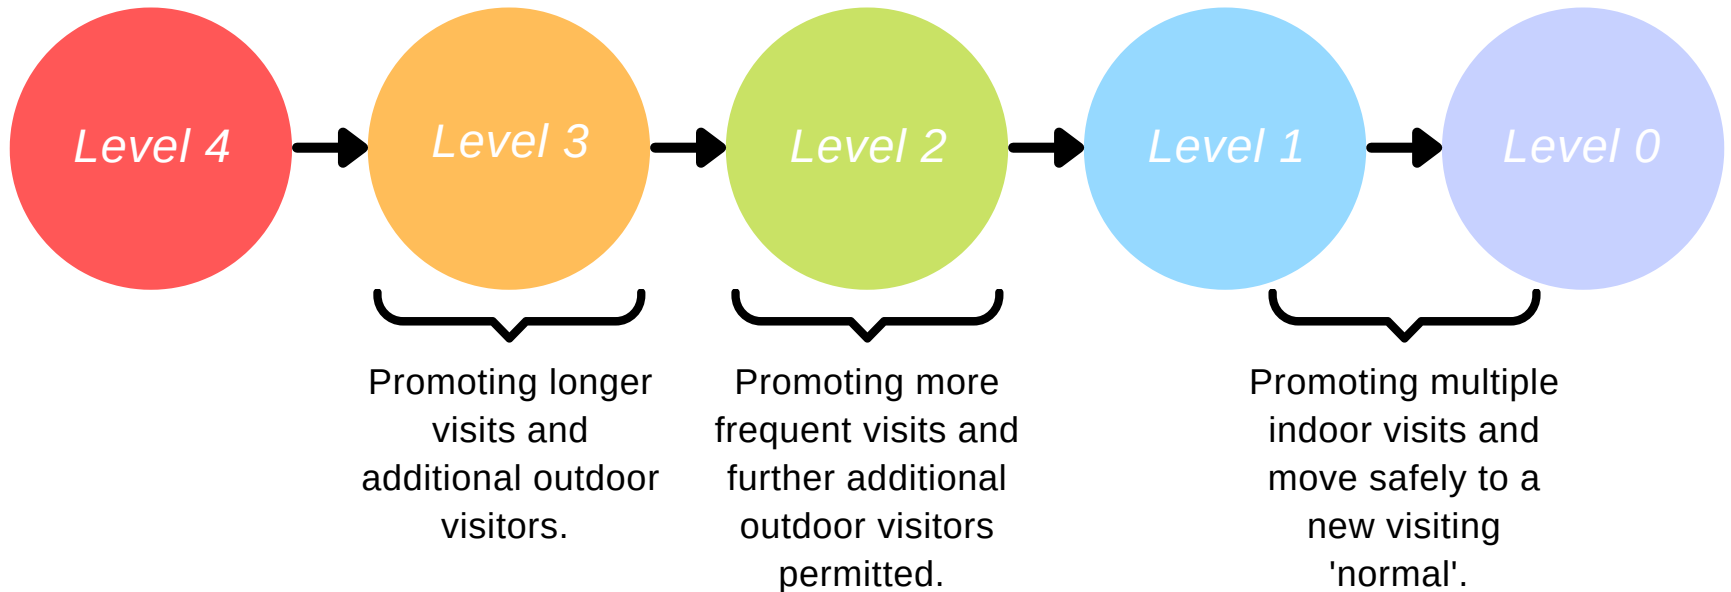 Level 4
Level 3
Level 2
Level 1
Level 0
Promoting longer
visits and
additional outdoor
visitors.
Promoting more
frequent visits and
further additional
outdoor visitors
permitted.
Promoting multiple
indoor visits and
move safely to a
new visiting
'normal'.